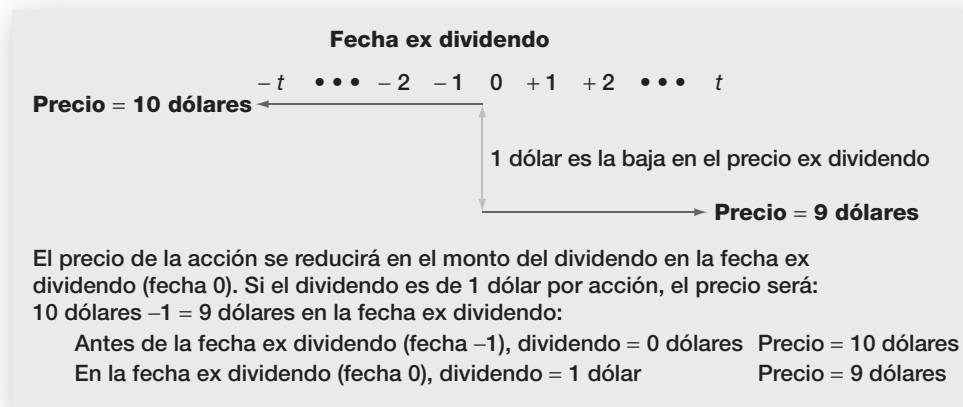 Fecha ex dividendo
– t • • • – 2 – 1 0 + 1 + 2 • • • t
Precio = 10 dólares
1 dólar es la baja en el precio ex dividendo
Precio = 9 dólares
El precio de la acción se reducirá en el monto del dividendo en la fecha ex
dividendo (fecha 0). Si el dividendo es de 1 dólar por acción, el precio será:
10 dólares –1 = 9 dólares en la fecha ex dividendo:
Antes de la fecha ex dividendo (fecha –1), dividendo = 0 dólares Precio = 10 dólares
En la fecha ex dividendo (fecha 0), dividendo = 1 dólar Precio = 9 dólares